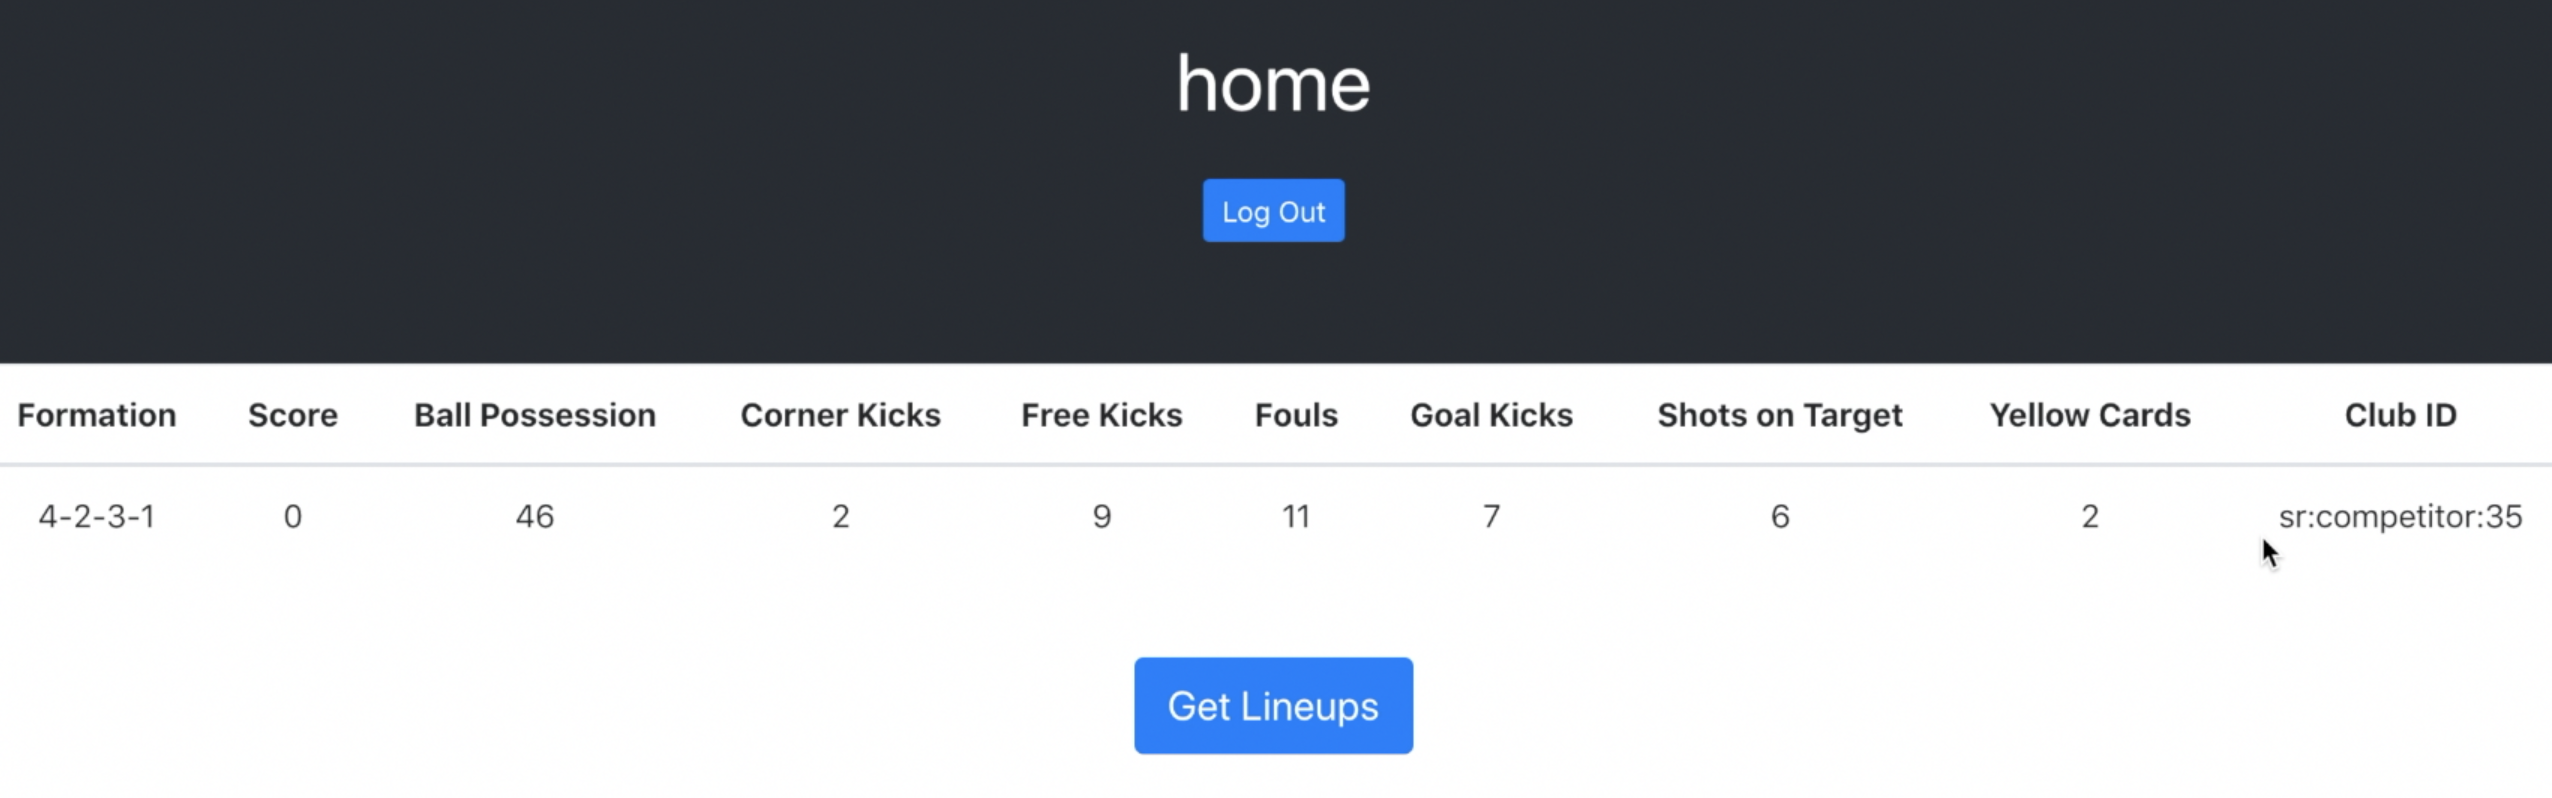 home
Log Out
Formation Score Ball Possession Corner Kicks Free Kicks Fouls Goal Kicks Shots on Target Yellow Cards Club ID
4-2-3-1 0 46 2 9 11 7 6 2 sr:competitor:35
Get Lineups